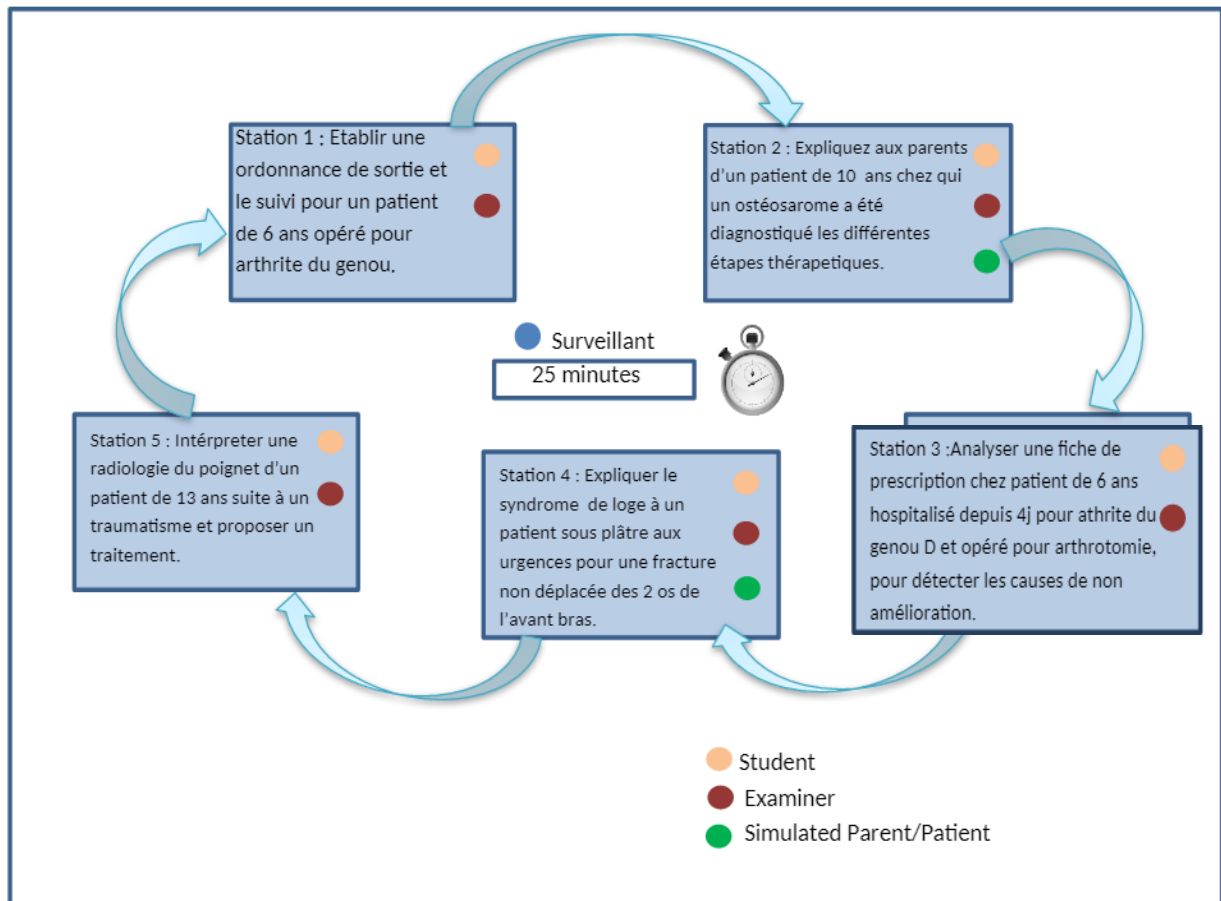 Station 1 : Etablir une
ordonnance de sortie et
le suivi pour un patient
de 6 ans opéré pour
arthrite du genou.
Station 2 : Expliquez aux parents
d’un patient de 10 ans chez qui
un ostéosarome a été
diagnostiqué les différentes
étapes thérapetiques.
Surveillant
25 minutes
Station 3 :Analyser une fiche de
prescription chez patient de 6 ans
hospitalisé depuis 4j pour athrite du
genou D et opéré pour arthrotomie,
pour détecter les causes de non
amélioration.
Station 4 : Expliquer le
syndrome de loge à un
patient sous plâtre aux
urgences pour une fracture
non déplacée des 2 os de
l’avant bras.
Station 5 : Intérpreter une
radiologie du poignet d’un
patient de 13 ans suite à un
traumatisme et proposer un
traitement.
Student
Examiner
Simulated Parent/Patient